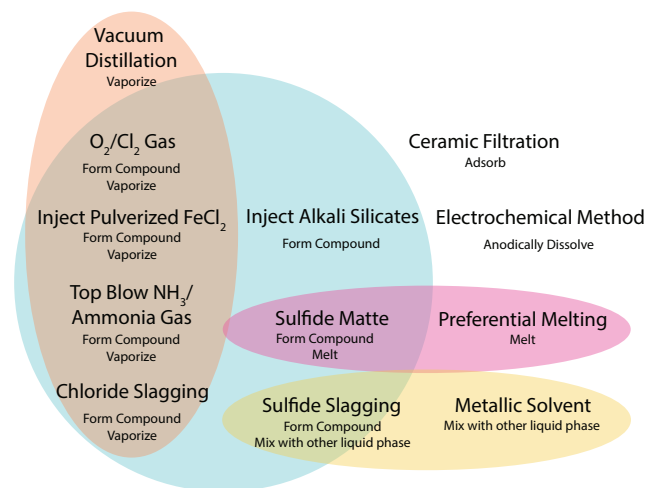 Vacuum
Distillation
Vaporize
O₂/Cl₂ Gas
Form Compound
Vaporize
Ceramic Filtration
Adsorb
Inject Pulverized FeCl₂
Form Compound
Vaporize
Inject Alkali Silicates
Form Compound
Electrochemical Method
Anodically Dissolve
Top Blow NH₃/
Ammonia Gas
Form Compound
Vaporize
Sulfide Matte
Form Compound
Melt
Preferential Melting
Melt
Chloride Slagging
Form Compound
Vaporize
Sulfide Slagging
Form Compound
Mix with other liquid phase
Metallic Solvent
Mix with other liquid phase